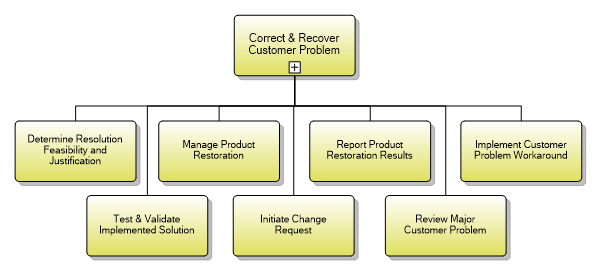 Correct & Recover
Customer Problem
Determine Resolution
Feasibility and
Justification
Manage Product
Restoration
Report Product
Restoration Results
Implement Customer
Problem Workaround
Test & Validate
Implemented Solution
Initiate Change
Request
Review Major
Customer Problem